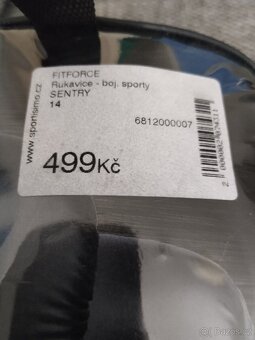 FITFORCE
Rukavice - boj. sporty
SENTRY
14
6812000007
499Kč
www.sportisimo.cz